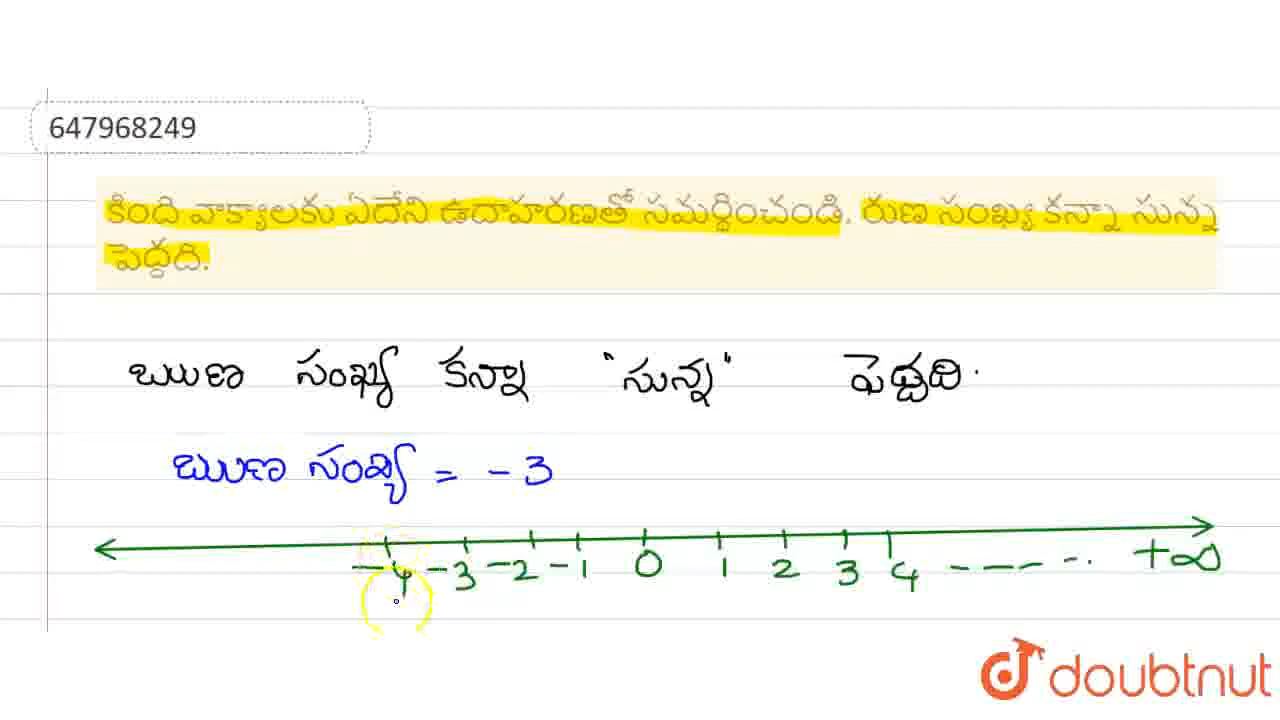 647968249
కింది వాక్యాలకు ఏదేని ఉదాహరణతో సమర్థించండి. రుణ సంఖ్య కన్నా సున్న
పెద్దది.
ఋణ సంఖ్య కన్నా "సున్న" పెద్దది.
ఋణ సంఖ్య = -3
-4 -3 -2 -1 0 1 2 3 4 ----.. +∞
doubtnut